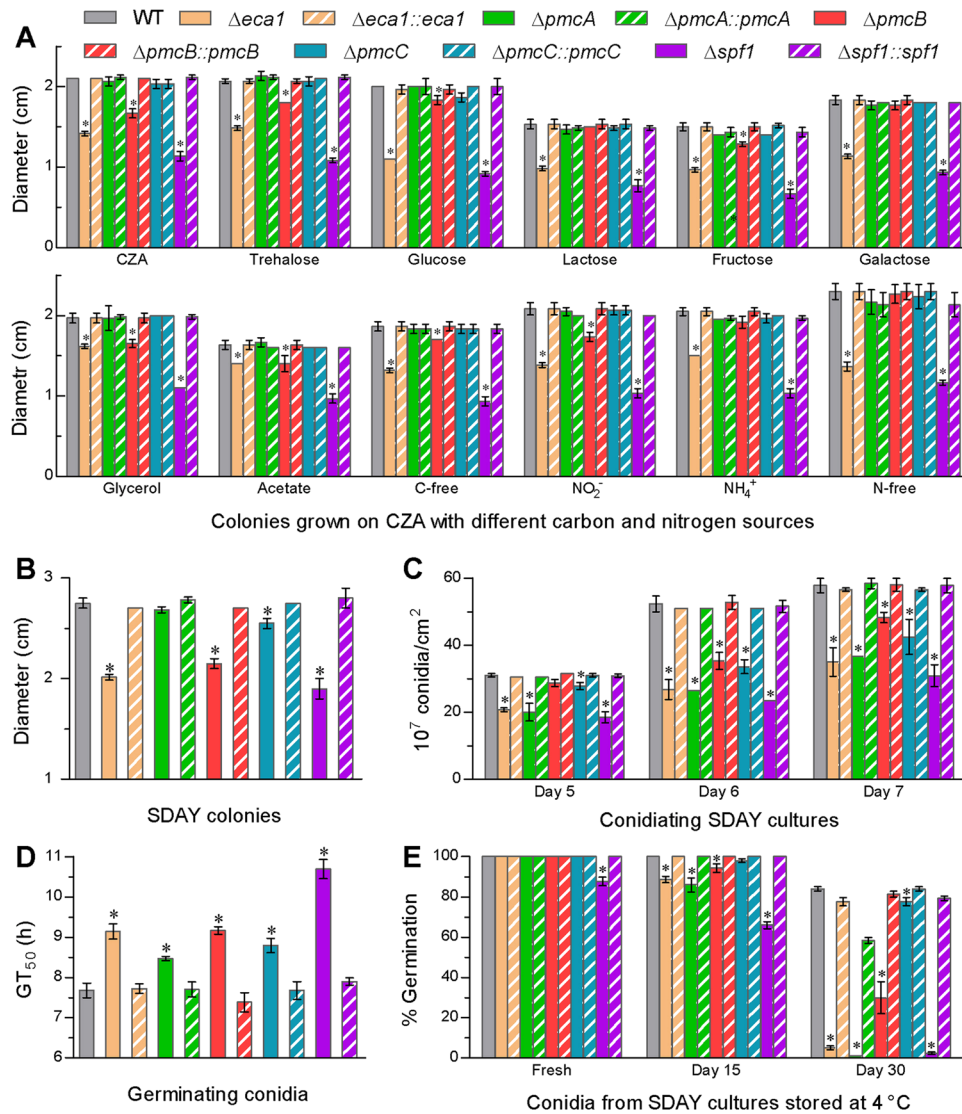 WT Δeca1 Δeca1::eca1 ΔpmcA ΔpmcA::pmcA ΔpmcB
ΔpmcB::pmcB ΔpmcC ΔpmcC::pmcC Δspf1 Δspf1::spf1
A
Diameter (cm)
2
1
0
CZA Trehalose Glucose Lactose Fructose Galactose
Diametr (cm)
2
1
0
Glycerol Acetate C-free NO₂⁻ NH₄⁺ N-free
Colonies grown on CZA with different carbon and nitrogen sources
B
Diameter (cm)
3
2
1
SDAY colonies
C
10⁷ conidia/cm²
60
40
20
0
Day 5 Day 6 Day 7
Conidiating SDAY cultures
D
GT₅₀ (h)
11
10
9
8
7
6
Germinating conidia
E
% Germination
100
80
60
40
20
0
Fresh Day 15 Day 30
Conidia from SDAY cultures stored at 4 °C